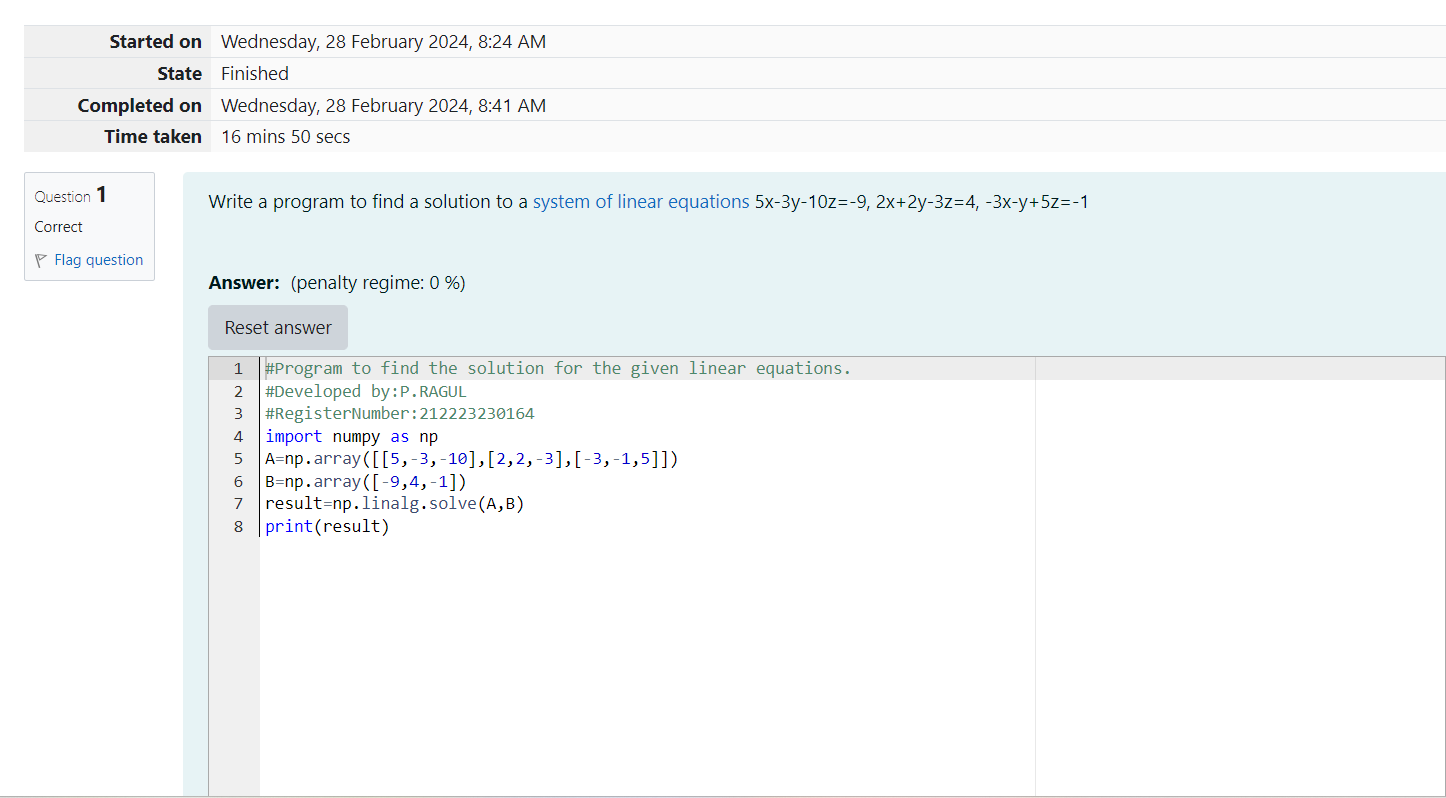 Started on Wednesday, 28 February 2024, 8:24 AM
State Finished
Completed on Wednesday, 28 February 2024, 8:41 AM
Time taken 16 mins 50 secs
Question 1
Correct
Flag question
Write a program to find a solution to a system of linear equations 5x-3y-10z=-9, 2x+2y-3z=4, -3x-y+5z=-1
Answer: (penalty regime: 0 %)
Reset answer
1 #Program to find the solution for the given linear equations.
2 #Developed by:P.RAGUL
3 #RegisterNumber:212223230164
4 import numpy as np
5 A=np.array([[5,-3,-10],[2,2,-3],[-3,-1,5]])
6 B=np.array([-9,4,-1])
7 result=np.linalg.solve(A,B)
8 print(result)